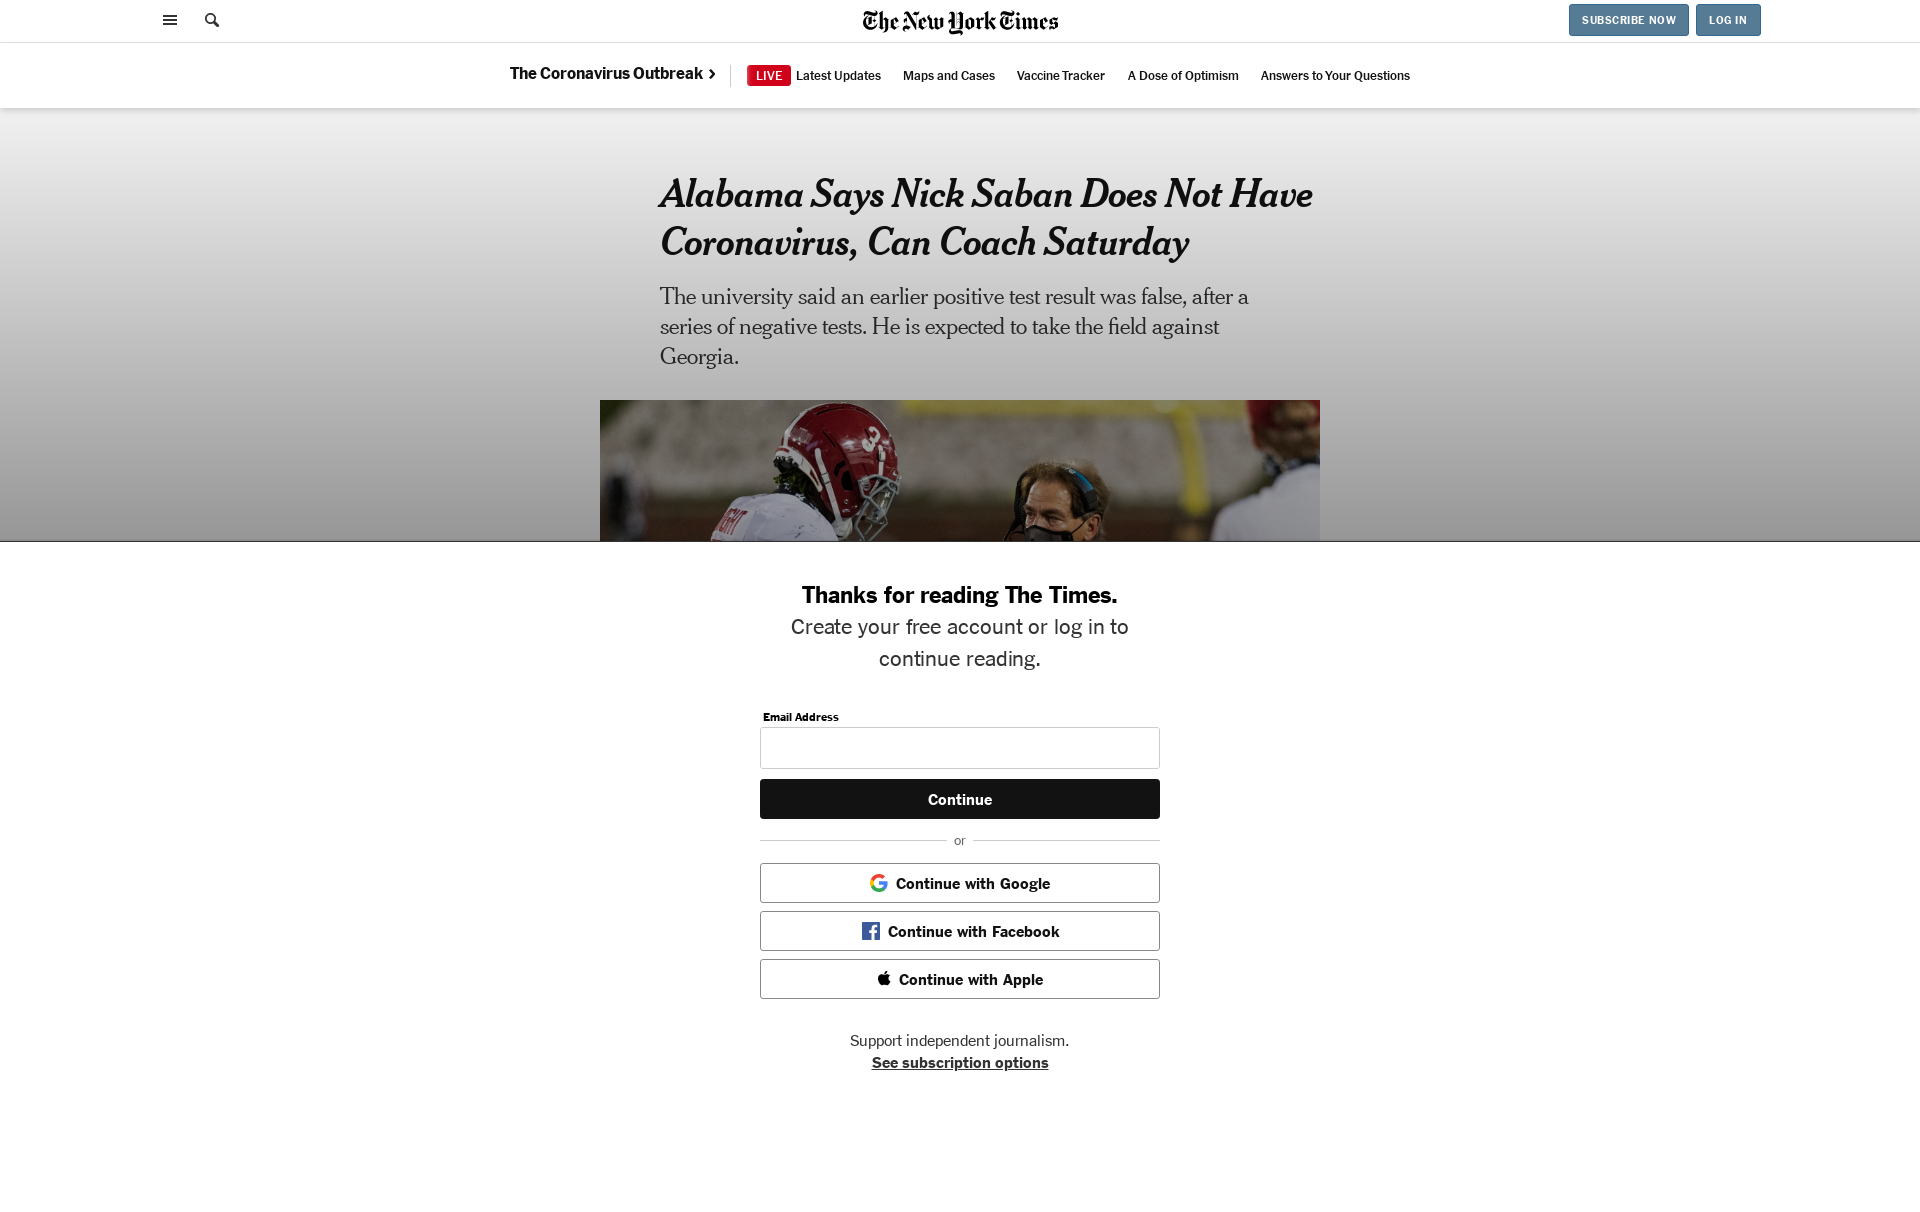 The New York Times
SUBSCRIBE NOW
LOG IN
The Coronavirus Outbreak
LIVE Latest Updates
Maps and Cases
Vaccine Tracker
A Dose of Optimism
Answers to Your Questions
Alabama Says Nick Saban Does Not Have
Coronavirus, Can Coach Saturday
The university said an earlier positive test result was false, after a
series of negative tests. He is expected to take the field against
Georgia.
3
Thanks for reading The Times.
Create your free account or log in to
continue reading.
Email Address
Continue
or
Continue with Google
Continue with Facebook
Continue with Apple
Support independent journalism.
See subscription options